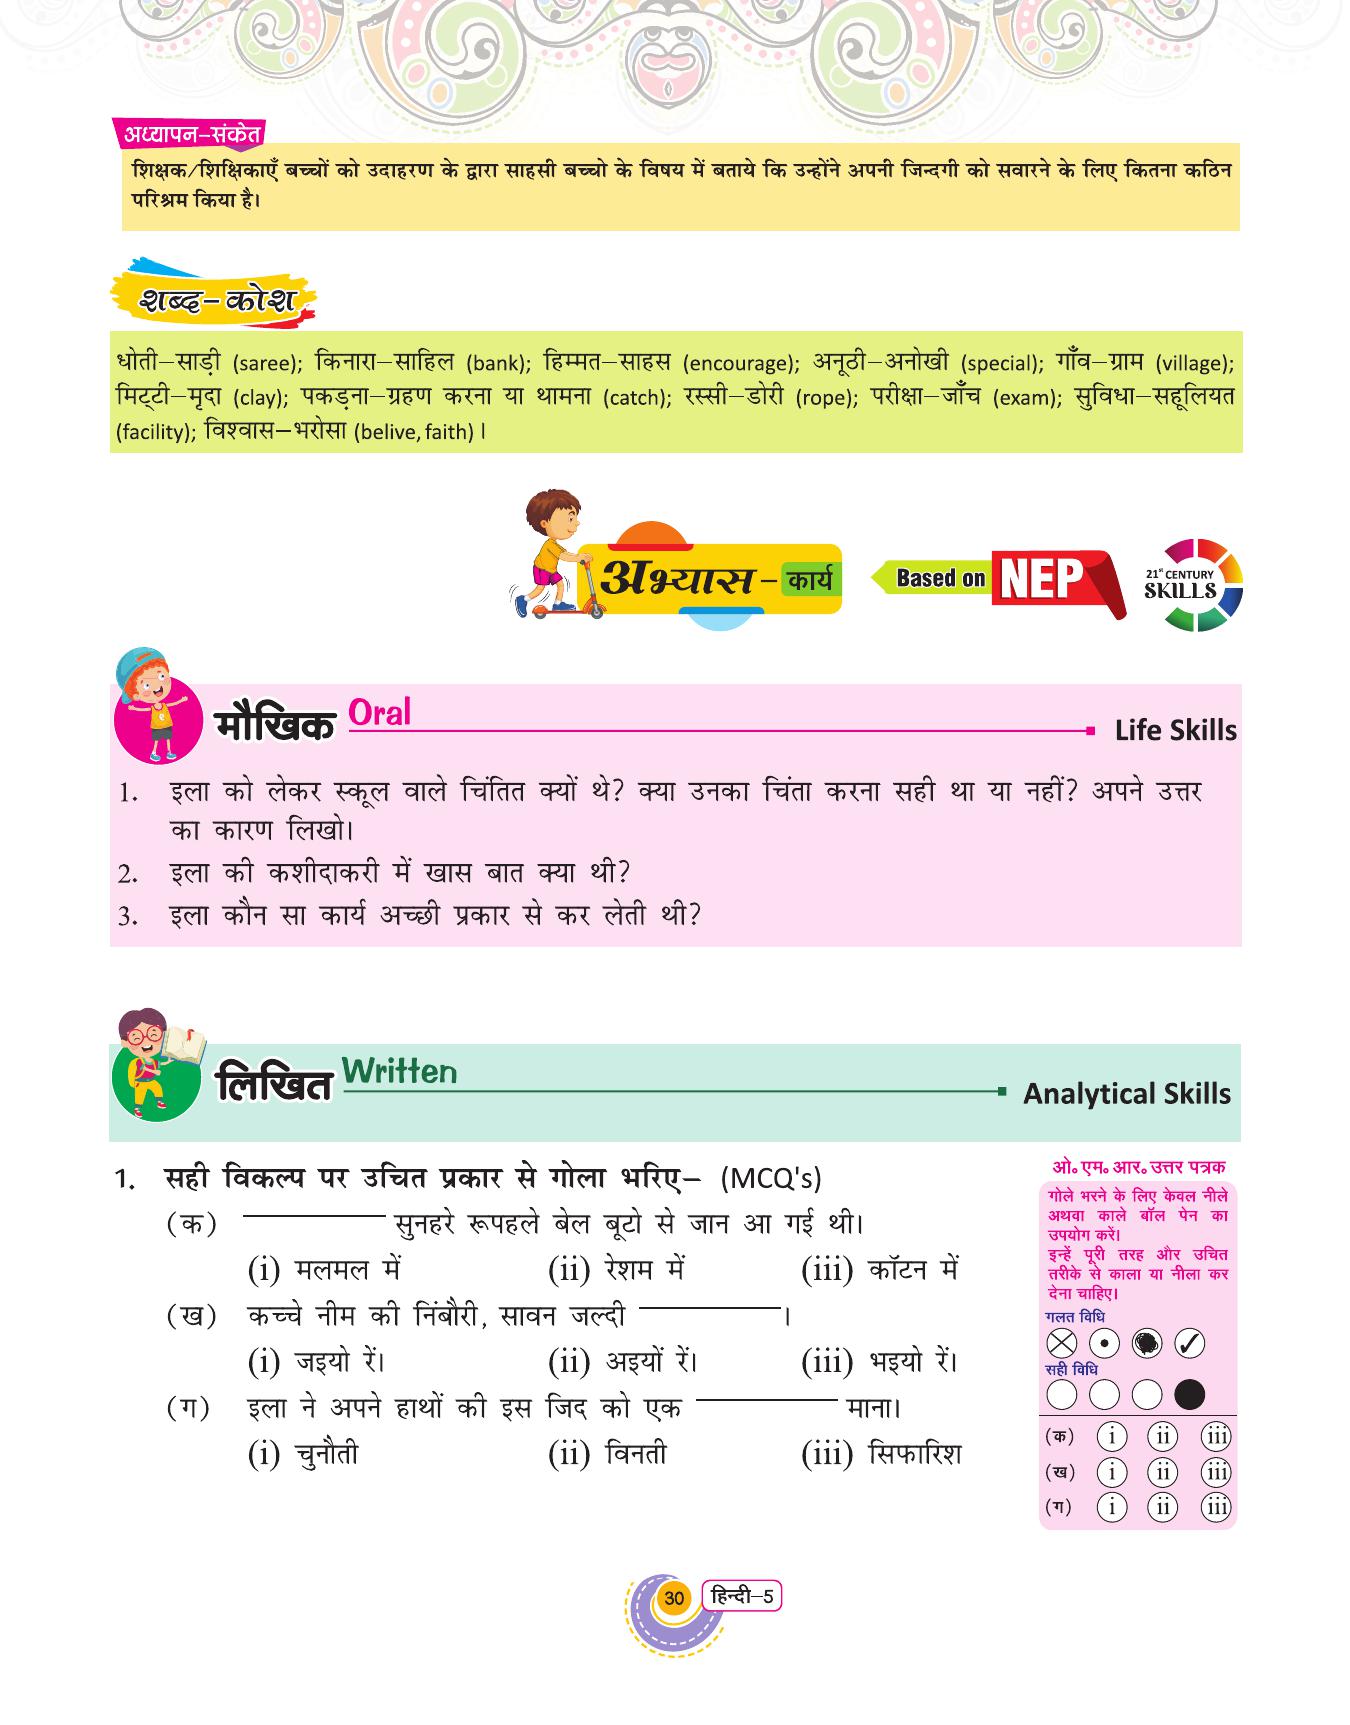 अध्यापन–संकेत
शिक्षक/शिक्षिकाएँ बच्चों को उदाहरण के द्वारा साहसी बच्चो के विषय में बताये कि उन्होंने अपनी जिन्दगी को सवारने के लिए कितना कठिन
परिश्रम किया है।
शब्द–कोश
धोती–साड़ी (saree); किनारा–साहिल (bank); हिम्मत–साहस (encourage); अनूठी–अनोखी (special); गाँव–ग्राम (village);
मिट्टी–मृदा (clay); पकड़ना–ग्रहण करना या थामना (catch); रस्सी–डोरी (rope); परीक्षा–जाँच (exam); सुविधा–सहूलियत
(facility); विश्वास–भरोसा (belive, faith) ।
अभ्यास – कार्य
Based on NEP
21st CENTURY
SKILLS
मौखिक Oral
Life Skills
1. इला को लेकर स्कूल वाले चिंतित क्यों थे? क्या उनका चिंता करना सही था या नहीं? अपने उत्तर
का कारण लिखो।
2. इला की कशीदाकरी में खास बात क्या थी?
3. इला कौन सा कार्य अच्छी प्रकार से कर लेती थी?
लिखित Written
Analytical Skills
1. सही विकल्प पर उचित प्रकार से गोला भरिए– (MCQ's)
(क) __________ सुनहरे रूपहले बेल बूटो से जान आ गई थी।
(i) मलमल में (ii) रेशम में (iii) कॉटन में
(ख) कच्चे नीम की निंबौरी, सावन जल्दी __________।
(i) जइयो रें। (ii) अइयों रें। (iii) भइयो रें।
(ग) इला ने अपने हाथों की इस जिद को एक __________ माना।
(i) चुनौती (ii) विनती (iii) सिफारिश
ओ॰ एम॰ आर॰ उत्तर पत्रक
गोले भरने के लिए केवल नीले
अथवा काले बॉल पेन का
उपयोग करें।
इन्हें पूरी तरह और उचित
तरीके से काला या नीला कर
देना चाहिए।
गलत विधि
सही विधि
(क) i ii iii
(ख) i ii iii
(ग) i ii iii
30 हिन्दी–5